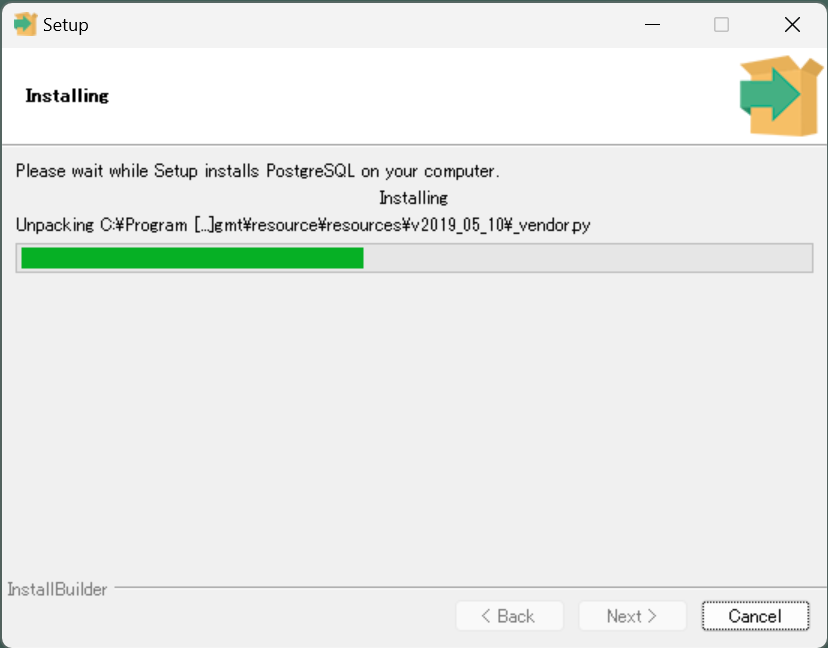 Setup
Installing
Please wait while Setup installs PostgreSQL on your computer.
Installing
Unpacking C:¥Program [...]gmt¥resource¥resources¥v2019_05_10¥_vendor.py
InstallBuilder
< Back
Next >
Cancel